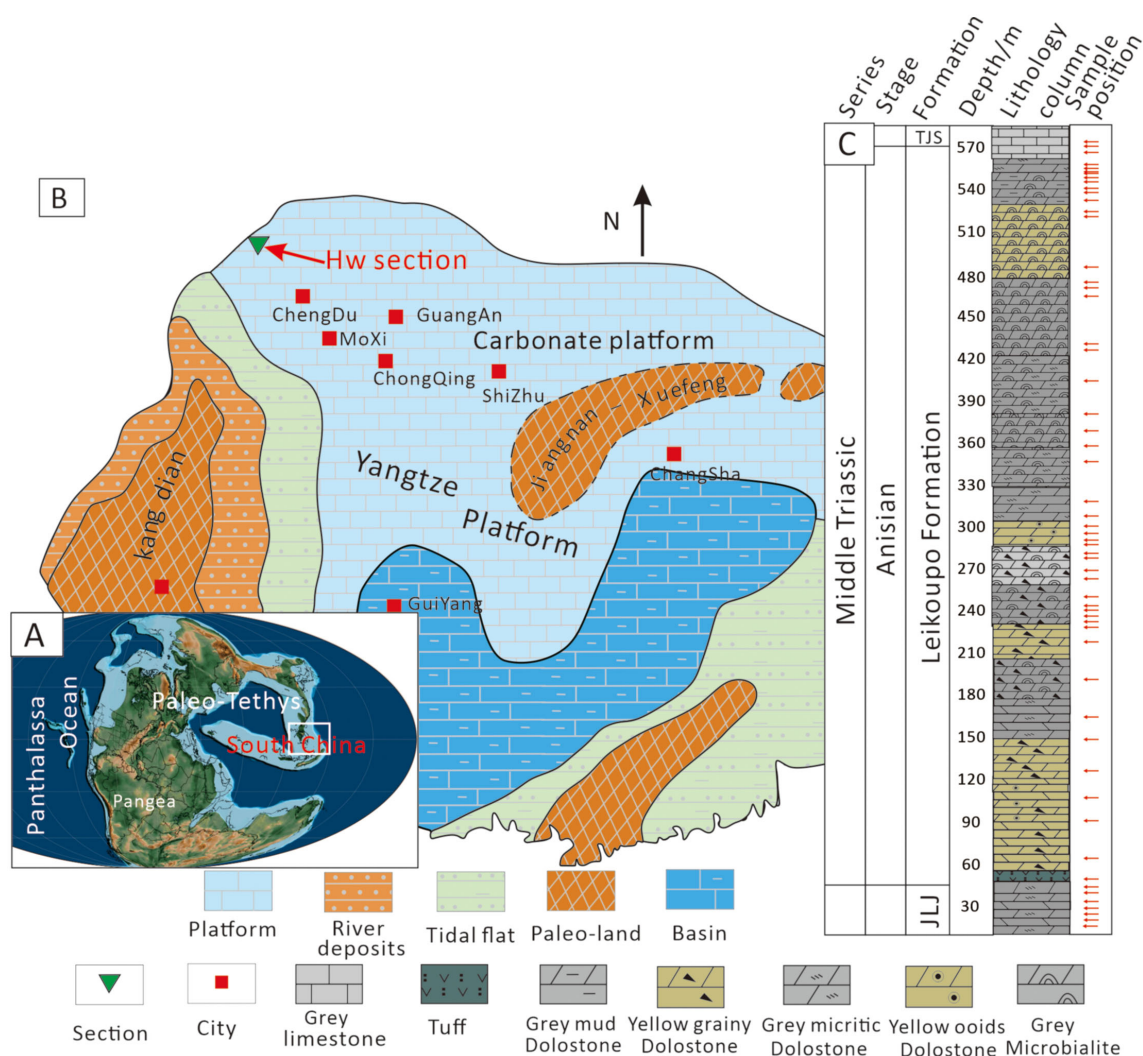 Series
Stage
Formation
Depth/m
Lithology
column
Sample
position
B
N
Hw section
ChengDu
GuangAn
MoXi
Carbonate platform
ChongQing
ShiZhu
Jiangnan – Xuefeng
ChangSha
Yangtze
Platform
kang dian
GuiYang
A
Paleo-Tethys
South China
Panthalassa
Ocean
Pangea
C
TJS
Middle Triassic
Anisian
Leikoupo Formation
JLJ
570
540
510
480
450
420
390
360
330
300
270
240
210
180
150
120
90
60
30
Platform
River
deposits
Tidal flat
Paleo-land
Basin
Section
City
Grey
limestone
Tuff
Grey mud
Dolostone
Yellow grainy
Dolostone
Grey micritic
Dolostone
Yellow ooids
Dolostone
Grey
Microbialite